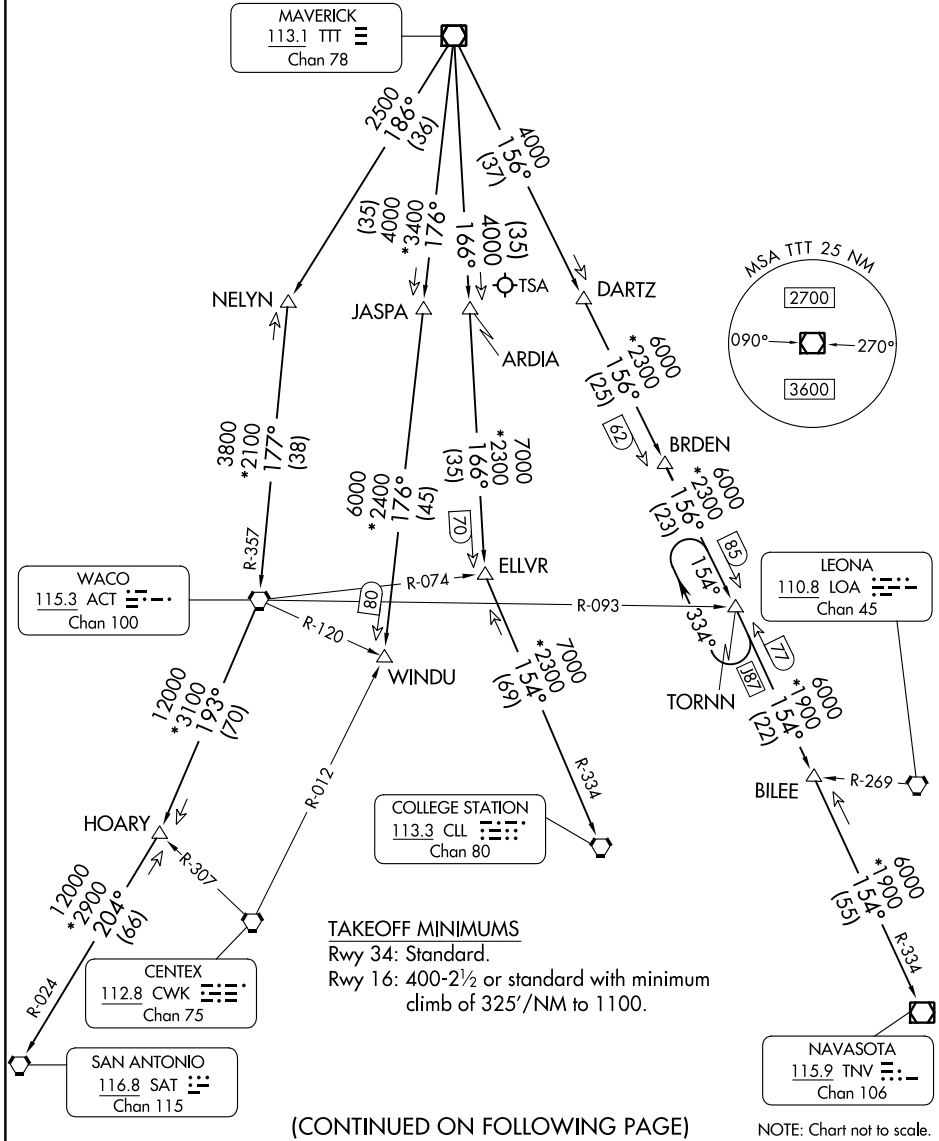 MAVERICK
113.1 TTT
Chan 78
2500
186°
(36)
(35)
4000
*3400
176°
(35)
4000
166°
4000
156°
(37)
TSA
NELYN
JASPA
ARDIA
DARTZ
MSA TTT 25 NM
2700
090°
270°
3600
3800
*2100
177°
(38)
R-357
6000
*2400
176°
(45)
80
7000
*2300
166°
(35)
70
6000
*2300
156°
(25)
62
BRDEN
6000
*2300
156°
(23)
85
154°
334°
J87
77
WACO
115.3 ACT
Chan 100
R-074
ELLVR
R-093
R-120
WINDU
TORNN
LEONA
110.8 LOA
Chan 45
12000
*3100
193°
(70)
R-012
7000
*2300
154°
(69)
R-334
6000
*1900
154°
(22)
BILEE
R-269
HOARY
R-307
COLLEGE STATION
113.3 CLL
Chan 80
12000
*2900
204°
(66)
R-024
6000
*1900
154°
(55)
R-334
CENTEX
112.8 CWK
Chan 75
TAKEOFF MINIMUMS
Rwy 34: Standard.
Rwy 16: 400-2½ or standard with minimum
climb of 325'/NM to 1100.
SAN ANTONIO
116.8 SAT
Chan 115
NAVASOTA
115.9 TNV
Chan 106
(CONTINUED ON FOLLOWING PAGE)
NOTE: Chart not to scale.